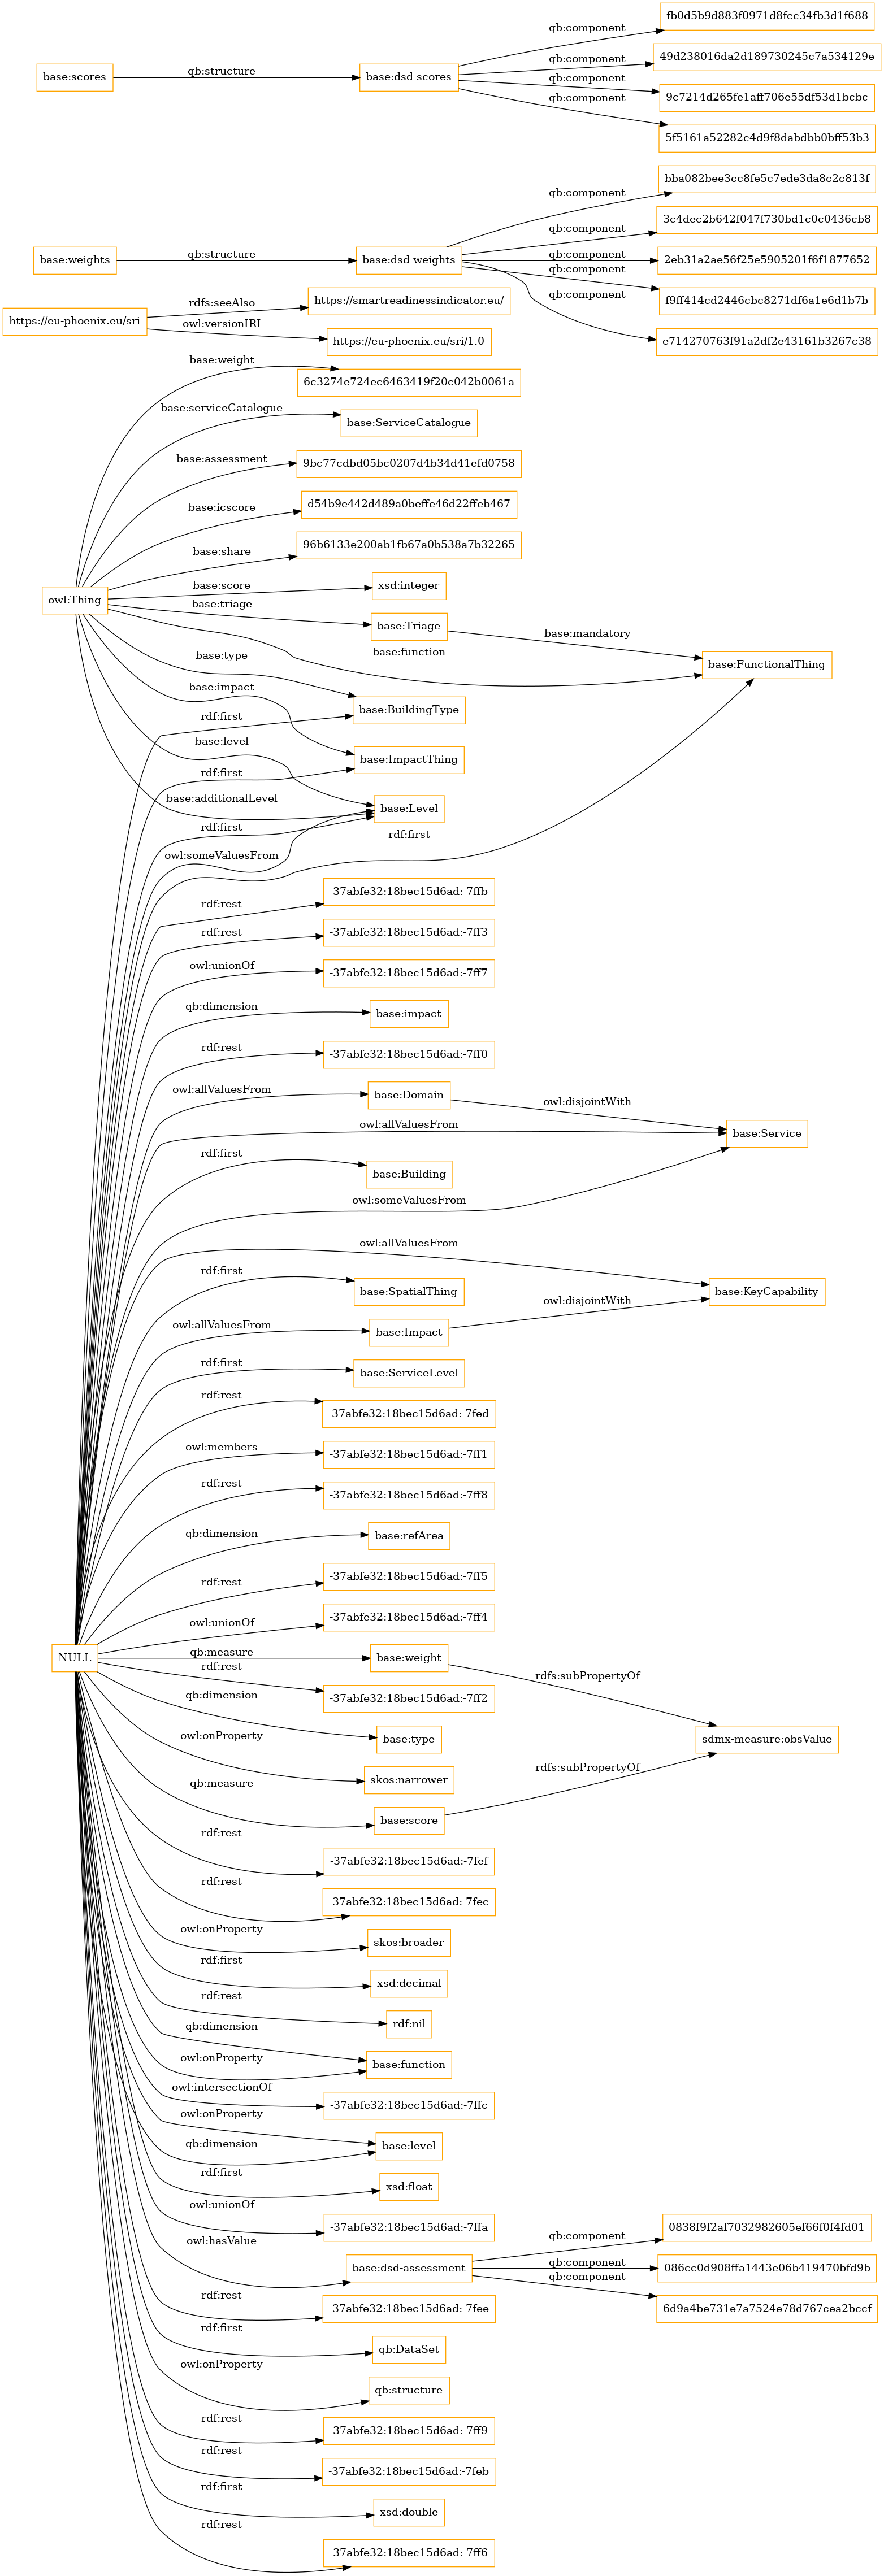 fb0d5b9d883f0971d8fcc34fb3d1f688
qb:component
49d238016da2d189730245c7a534129e
qb:component
base:scores
qb:structure
base:dsd-scores
qb:component
9c7214d265fe1aff706e55df53d1bcbc
qb:component
5f5161a52282c4d9f8dabdbb0bff53b3
bba082bee3cc8fe5c7ede3da8c2c813f
qb:component
3c4dec2b642f047f730bd1c0c0436cb8
qb:component
base:weights
qb:structure
base:dsd-weights
qb:component
2eb31a2ae56f25e5905201f6f1877652
qb:component
f9ff414cd2446cbc8271df6a1e6d1b7b
qb:component
e714270763f91a2df2e43161b3267c38
https://eu-phoenix.eu/sri
rdfs:seeAlso
https://smartreadinessindicator.eu/
owl:versionIRI
https://eu-phoenix.eu/sri/1.0
base:weight
6c3274e724ec6463419f20c042b0061a
base:serviceCatalogue
base:ServiceCatalogue
base:assessment
9bc77cdbd05bc0207d4b34d41efd0758
base:icscore
d54b9e442d489a0beffe46d22ffeb467
base:share
96b6133e200ab1fb67a0b538a7b32265
owl:Thing
base:score
xsd:integer
base:triage
base:Triage
base:mandatory
base:function
base:FunctionalThing
base:type
base:impact
rdf:first
base:BuildingType
base:level
rdf:first
base:ImpactThing
base:additionalLevel
base:Level
rdf:first
rdf:first
owl:someValuesFrom
rdf:rest
-37abfe32:18bec15d6ad:-7ffb
rdf:rest
-37abfe32:18bec15d6ad:-7ff3
owl:unionOf
-37abfe32:18bec15d6ad:-7ff7
qb:dimension
base:impact
rdf:rest
-37abfe32:18bec15d6ad:-7ff0
owl:allValuesFrom
base:Domain
owl:disjointWith
owl:allValuesFrom
base:Service
rdf:first
base:Building
owl:someValuesFrom
owl:allValuesFrom
rdf:first
base:SpatialThing
base:KeyCapability
owl:allValuesFrom
base:Impact
owl:disjointWith
rdf:first
base:ServiceLevel
rdf:rest
-37abfe32:18bec15d6ad:-7fed
owl:members
-37abfe32:18bec15d6ad:-7ff1
rdf:rest
-37abfe32:18bec15d6ad:-7ff8
qb:dimension
base:refArea
rdf:rest
-37abfe32:18bec15d6ad:-7ff5
owl:unionOf
-37abfe32:18bec15d6ad:-7ff4
NULL
qb:measure
base:weight
rdfs:subPropertyOf
rdf:rest
-37abfe32:18bec15d6ad:-7ff2
qb:dimension
base:type
sdmx-measure:obsValue
owl:onProperty
skos:narrower
rdfs:subPropertyOf
qb:measure
base:score
rdf:rest
-37abfe32:18bec15d6ad:-7fef
rdf:rest
-37abfe32:18bec15d6ad:-7fec
owl:onProperty
skos:broader
rdf:first
xsd:decimal
rdf:rest
rdf:nil
qb:dimension
owl:onProperty
base:function
owl:intersectionOf
-37abfe32:18bec15d6ad:-7ffc
owl:onProperty
qb:dimension
base:level
rdf:first
xsd:float
owl:unionOf
-37abfe32:18bec15d6ad:-7ffa
0838f9f2af7032982605ef66f0f4fd01
qb:component
owl:hasValue
base:dsd-assessment
qb:component
086cc0d908ffa1443e06b419470bfd9b
qb:component
6d9a4be731e7a7524e78d767cea2bccf
rdf:rest
-37abfe32:18bec15d6ad:-7fee
rdf:first
qb:DataSet
owl:onProperty
qb:structure
rdf:rest
-37abfe32:18bec15d6ad:-7ff9
rdf:rest
-37abfe32:18bec15d6ad:-7feb
rdf:first
xsd:double
rdf:rest
-37abfe32:18bec15d6ad:-7ff6